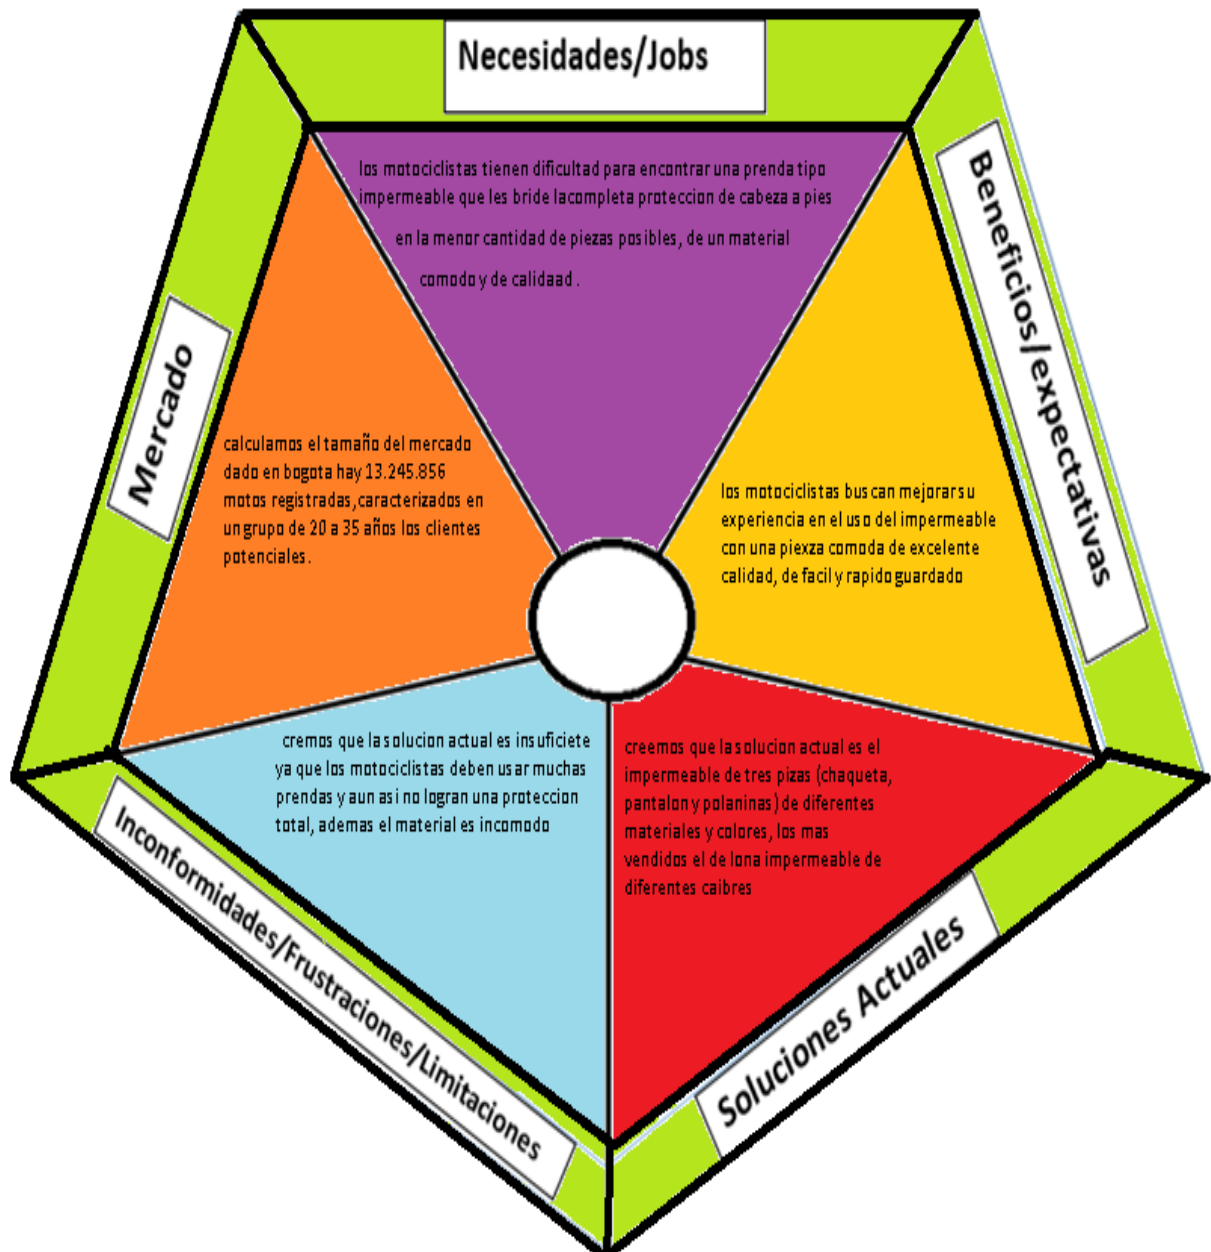 Necesidades/Jobs
los motociclistas tienen dificultad para encontrar una prenda tipo
impermeable que les bride lacompleta proteccion de cabeza a pies
en la menor cantidad de piezas posibles, de un material
comodo y de calidaad .
Beneficios/expectativas
los motociclistas buscan mejorar su
experiencia en el uso del impermeable
con una piexza comoda de excelente
calidad, de facil y rapido guardado
Mercado
calculamos el tamaño del mercado
dado en bogota hay 13.245.856
motos registradas,caracterizados en
un grupo de 20 a 35 años los clientes
potenciales.
cremos que la solucion actual es insuficiete
ya que los motociclistas deben usar muchas
prendas y aun asi no logran una proteccion
total, ademas el material es incomodo
Inconformidades/Frustraciones/Limitaciones
creemos que la solucion actual es el
impermeable de tres pizas (chaqueta,
pantalon y polaninas) de diferentes
materiales y colores, los mas
vendidos el de lona impermeable de
diferentes caibres
Soluciones Actuales